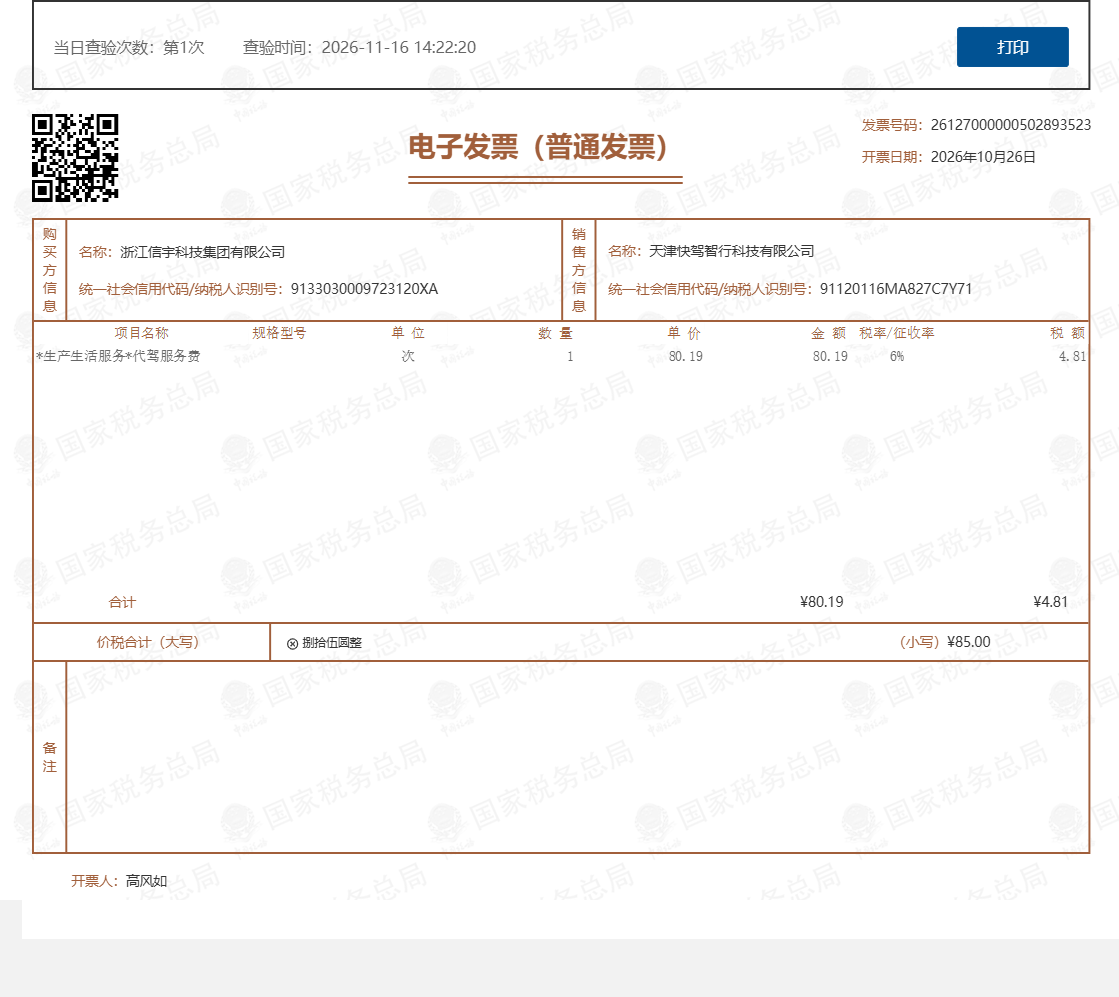 当日查验次数：第1次 查验时间：2026-11-16 14:22:20 打印
电子发票（普通发票）
发票号码：26127000000502893523
开票日期：2026年10月26日
购买方信息
名称：浙江信宇科技集团有限公司
统一社会信用代码/纳税人识别号：9133030009723120XA
销售方信息
名称：天津快驾智行科技有限公司
统一社会信用代码/纳税人识别号：91120116MA827C7Y71
项目名称 规格型号 单 位 数 量 单 价 金 额 税率/征收率 税 额
*生产生活服务*代驾服务费 次 1 80.19 80.19 6% 4.81
合计 ¥80.19 ¥4.81
价税合计（大写） ⊗ 捌拾伍圆整 （小写）¥85.00
备注
开票人：高风如
国家税务总局